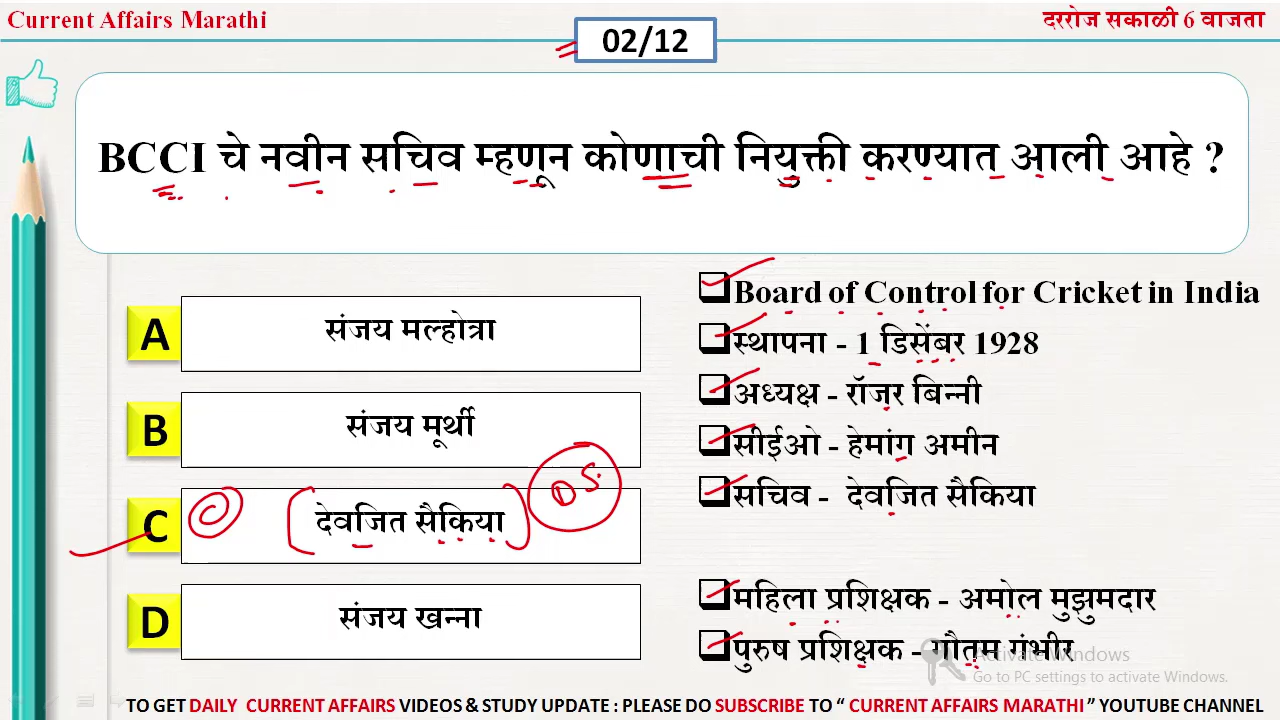 Current Affairs Marathi
दररोज सकाळी 6 वाजता
02/12
BCCI चे नवीन सचिव म्हणून कोणाची नियुक्ती करण्यात आली आहे ?
A
संजय मल्होत्रा
B
संजय मूर्थी
C
देवजित सैकिया
DS
D
संजय खन्ना
Board of Control for Cricket in India
स्थापना - 1 डिसेंबर 1928
अध्यक्ष - रॉजर बिन्नी
सीईओ - हेमांग अमीन
सचिव - देवजित सैकिया
महिला प्रशिक्षक - अमोल मुझुमदार
पुरुष प्रशिक्षक - गौतम गंभीर
Activate Windows
Go to PC settings to activate Windows.
TO GET DAILY CURRENT AFFAIRS VIDEOS & STUDY UPDATE : PLEASE DO SUBSCRIBE TO “ CURRENT AFFAIRS MARATHI ” YOUTUBE CHANNEL